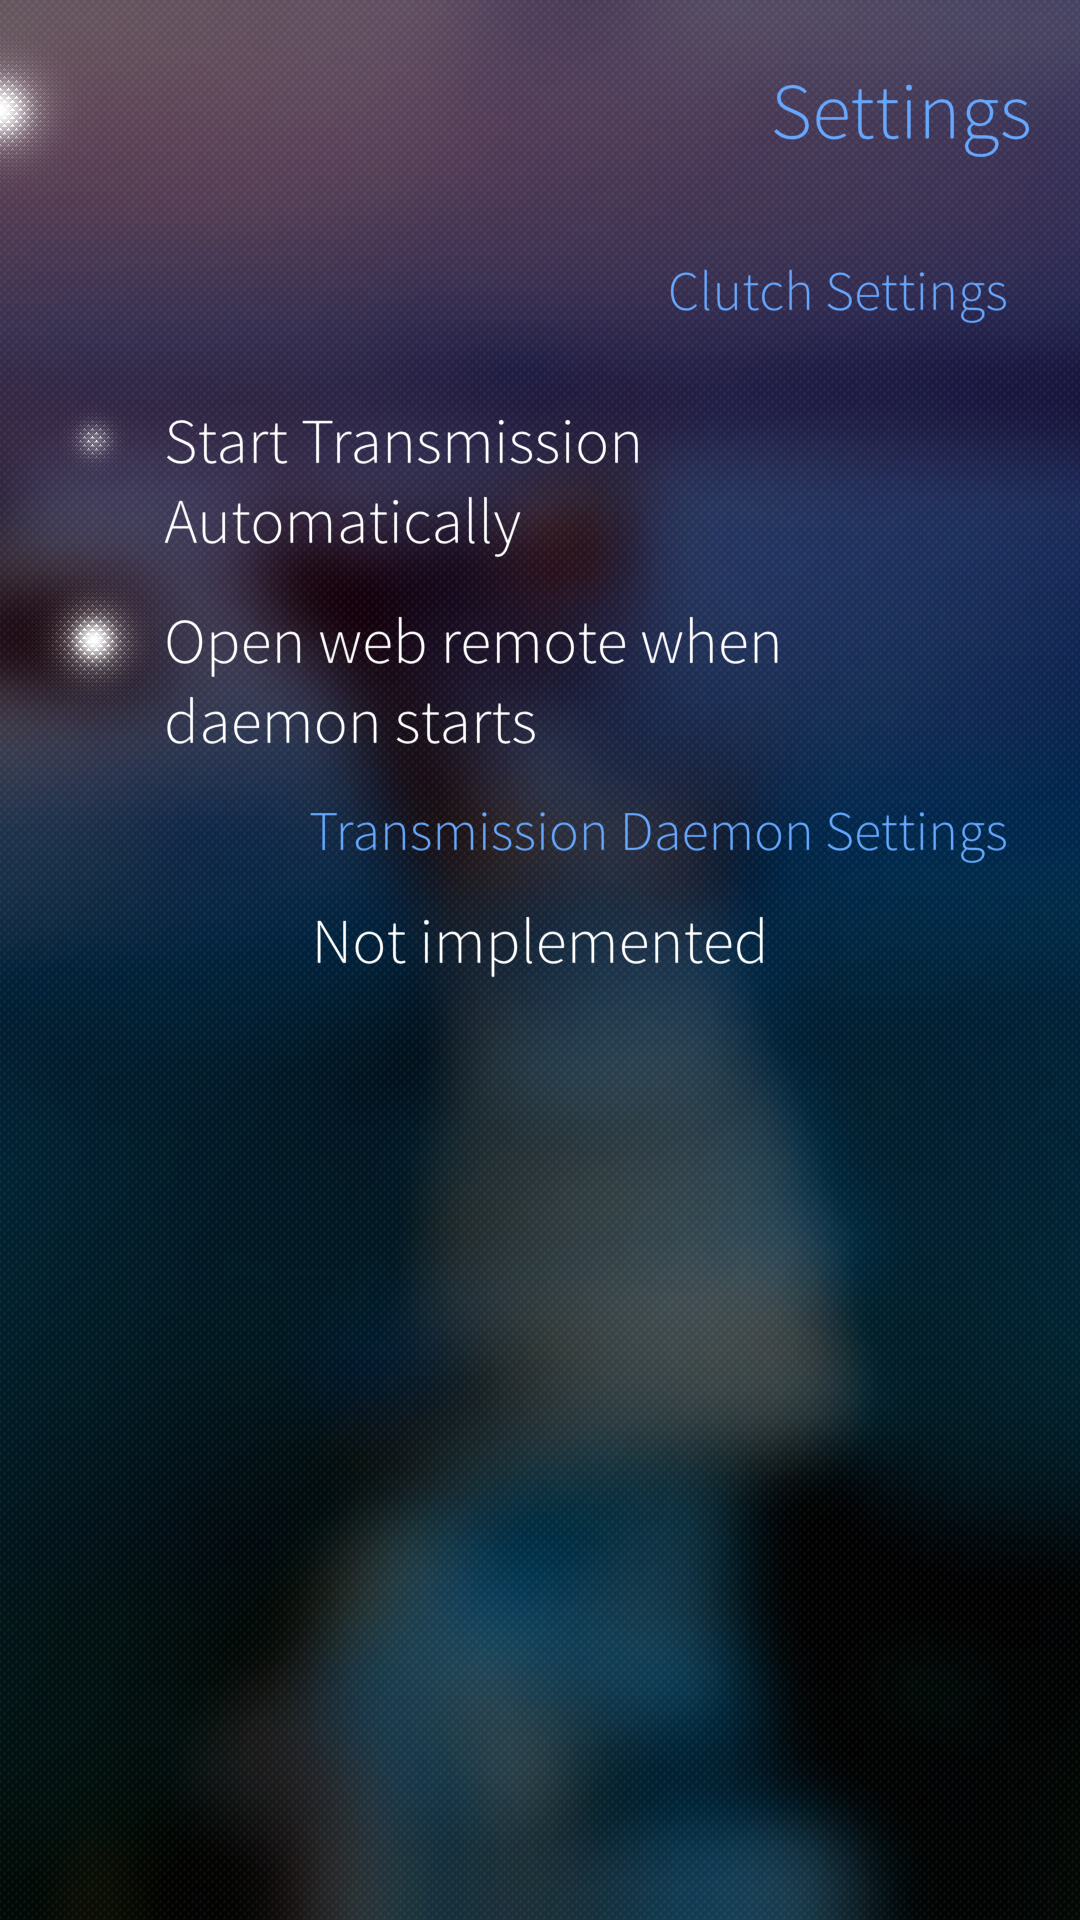 Settings
Clutch Settings
Start Transmission
Automatically
Open web remote when
daemon starts
Transmission Daemon Settings
Not implemented